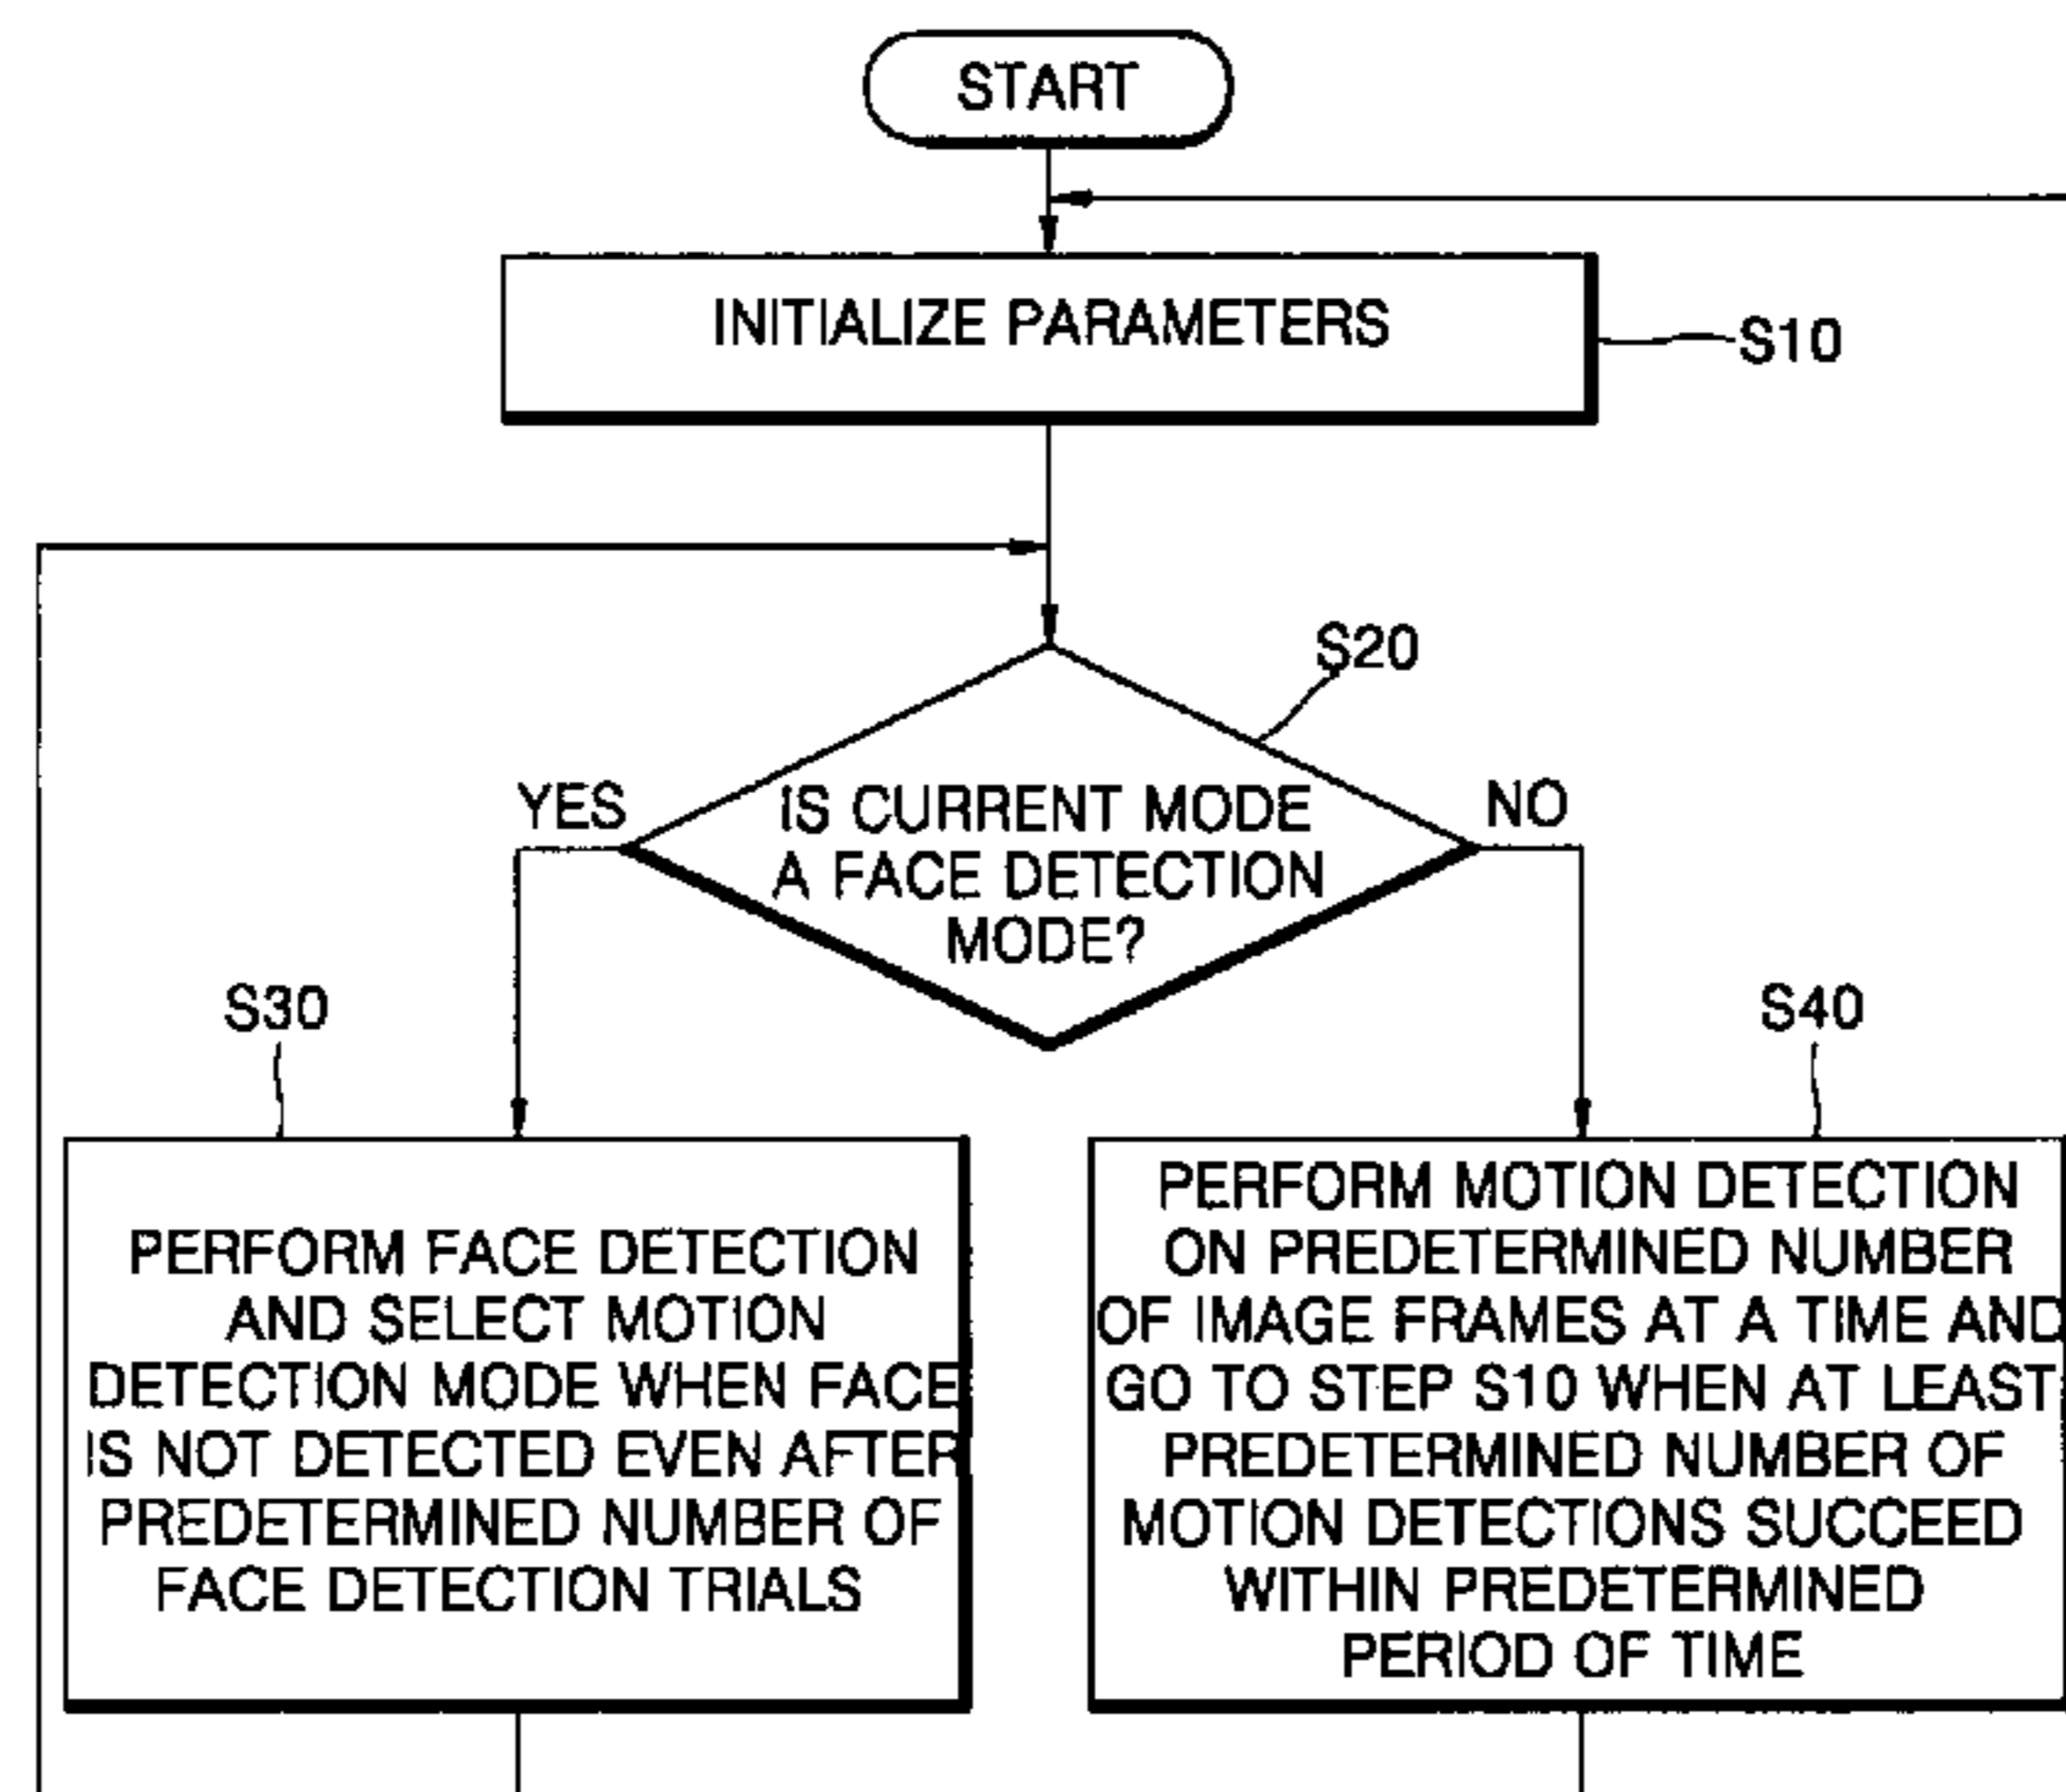 START
INITIALIZE PARAMETERS
S10
S20
YES
IS CURRENT MODE
A FACE DETECTION
MODE?
NO
S30
S40
PERFORM FACE DETECTION
AND SELECT MOTION
DETECTION MODE WHEN FACE
IS NOT DETECTED EVEN AFTER
PREDETERMINED NUMBER OF
FACE DETECTION TRIALS
PERFORM MOTION DETECTION
ON PREDETERMINED NUMBER
OF IMAGE FRAMES AT A TIME AND
GO TO STEP S10 WHEN AT LEAST
PREDETERMINED NUMBER OF
MOTION DETECTIONS SUCCEED
WITHIN PREDETERMINED
PERIOD OF TIME